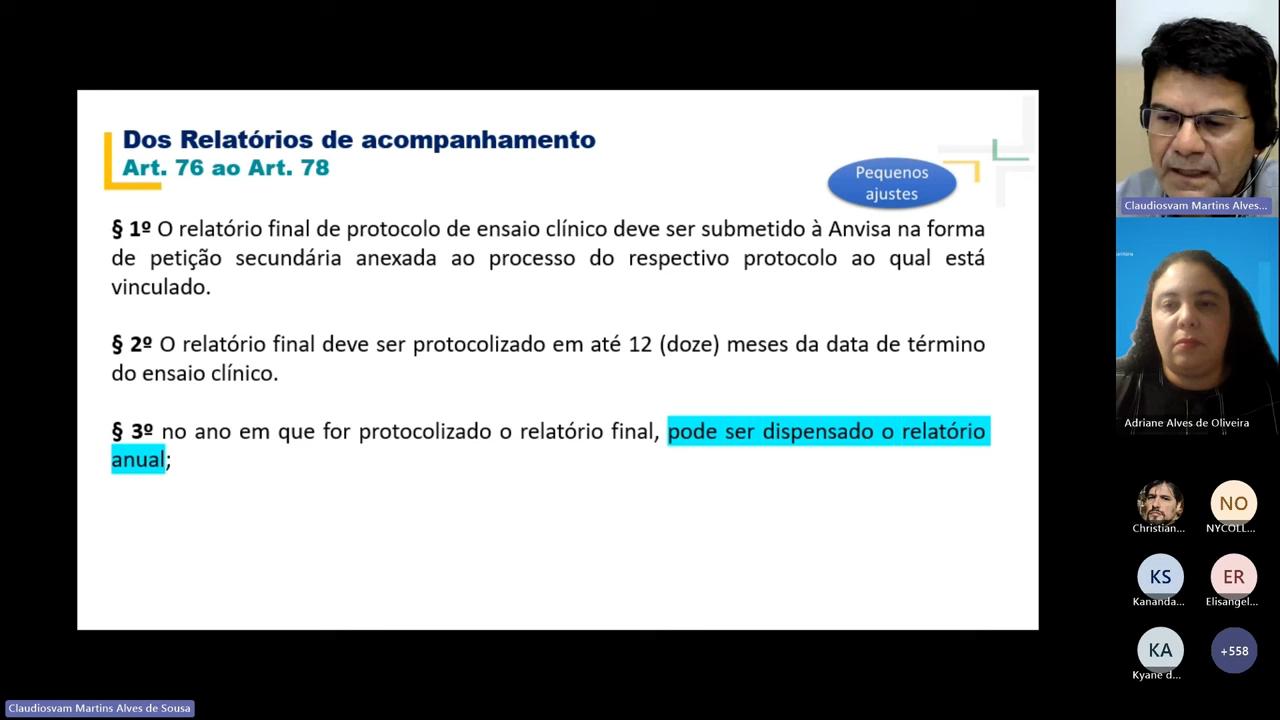 Dos Relatórios de acompanhamento
Art. 76 ao Art. 78
Pequenos
ajustes
§ 1º O relatório final de protocolo de ensaio clínico deve ser submetido à Anvisa na forma
de petição secundária anexada ao processo do respectivo protocolo ao qual está
vinculado.
§ 2º O relatório final deve ser protocolizado em até 12 (doze) meses da data de término
do ensaio clínico.
§ 3º no ano em que for protocolizado o relatório final, pode ser dispensado o relatório
anual;
Claudiosvam Martins Alves...
Adriane Alves de Oliveira
Christian...
NO
NYCOLL...
KS
Kananda...
ER
Elisangel...
KA
Kyane d...
+558
Claudiosvam Martins Alves de Sousa